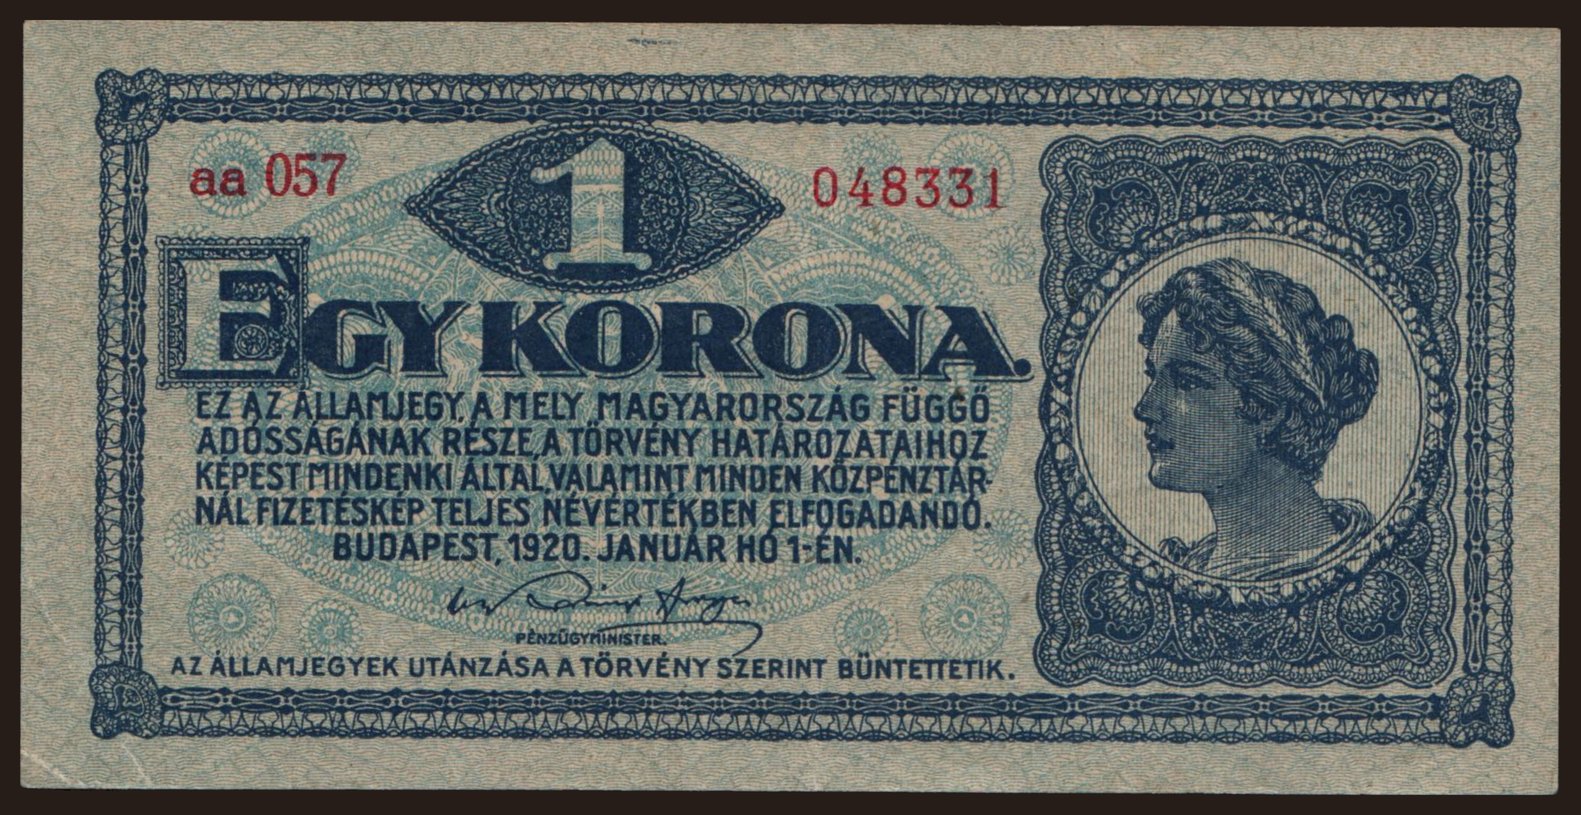 aa 057
1
048331
EGY KORONA.
EZ AZ ÁLLAMJEGY, A MELY MAGYARORSZÁG FÜGGŐ
ADÓSSÁGÁNAK RÉSZE, A TÖRVÉNY HATÁROZATAIHOZ
KÉPEST MINDENKI ÁLTAL, VALAMINT MINDEN KÖZPÉNZTÁR-
NÁL FIZETÉSKÉP TELJES NÉVÉRTÉKBEN ELFOGADANDÓ.
BUDAPEST, 1920. JANUÁR HÓ 1-ÉN.
PÉNZÜGYMINISTER.
AZ ÁLLAMJEGYEK UTÁNZÁSA A TÖRVÉNY SZERINT BÜNTETTETIK.